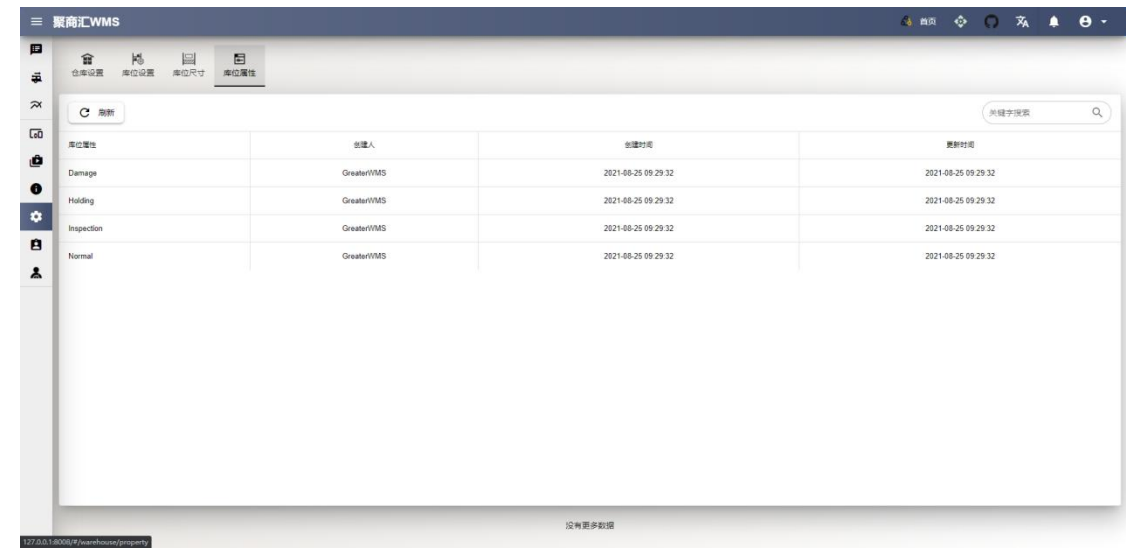 聚商汇WMS
首页
仓库设置 库位设置 库位尺寸 库位属性
刷新
关键字搜索
库位属性 创建人 创建时间 更新时间
Damage GreaterWMS 2021-08-25 09:29:32 2021-08-25 09:29:32
Holding GreaterWMS 2021-08-25 09:29:32 2021-08-25 09:29:32
Inspection GreaterWMS 2021-08-25 09:29:32 2021-08-25 09:29:32
Normal GreaterWMS 2021-08-25 09:29:32 2021-08-25 09:29:32
没有更多数据
127.0.0.1:8008/#/warehouse/property